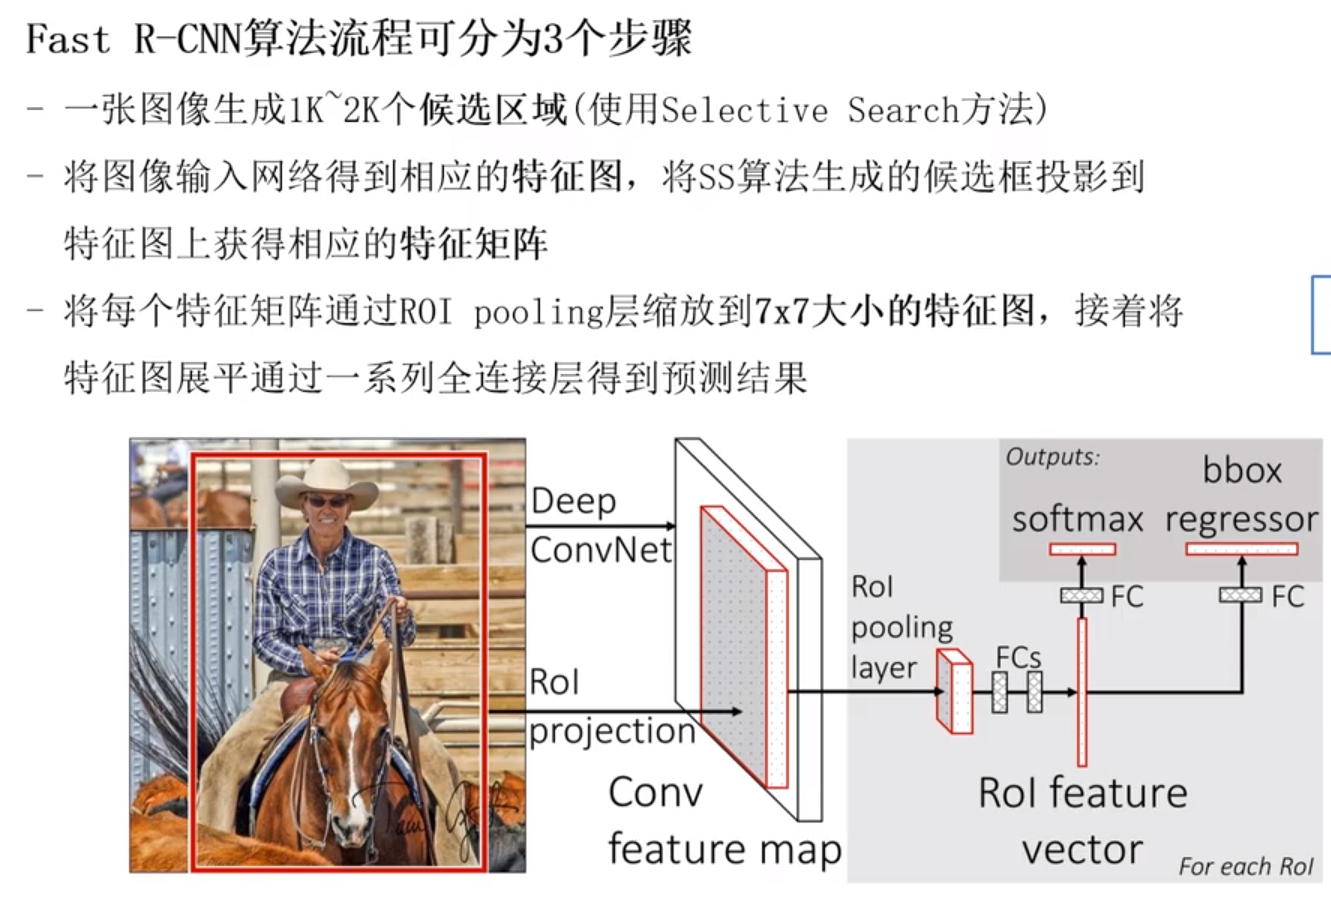 Fast R-CNN算法流程可分为3个步骤
- 一张图像生成1K~2K个候选区域(使用Selective Search方法)
- 将图像输入网络得到相应的特征图，将SS算法生成的候选框投影到
特征图上获得相应的特征矩阵
- 将每个特征矩阵通过ROI pooling层缩放到7x7大小的特征图，接着将
特征图展平通过一系列全连接层得到预测结果
Deep
ConvNet
RoI
projection
Conv
feature map
RoI
pooling
layer
FCs
Outputs:
softmax
bbox
regressor
FC
FC
RoI feature
vector
For each RoI